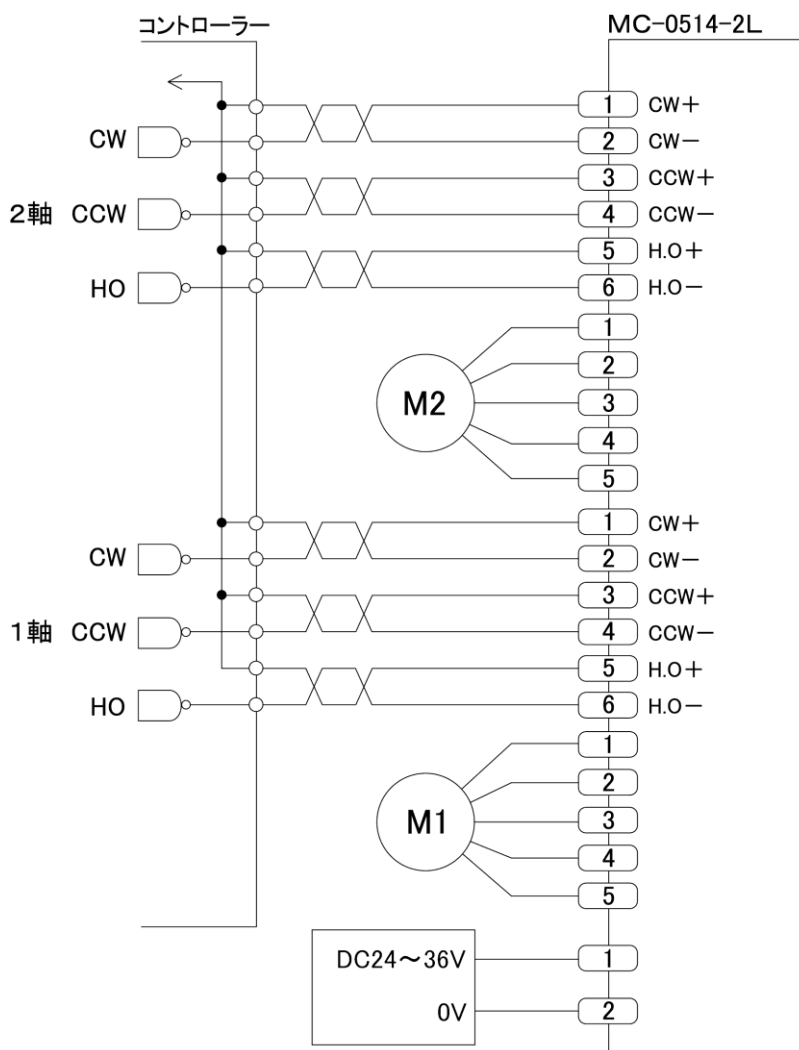 コントローラー
MC-0514-2L
1 CW+
CW 2 CW−
3 CCW+
2軸 CCW 4 CCW−
5 H.O+
HO 6 H.O−
1
2
M2 3
4
5
1 CW+
CW 2 CW−
3 CCW+
1軸 CCW 4 CCW−
5 H.O+
HO 6 H.O−
1
2
M1 3
4
5
DC24～36V 1
0V 2